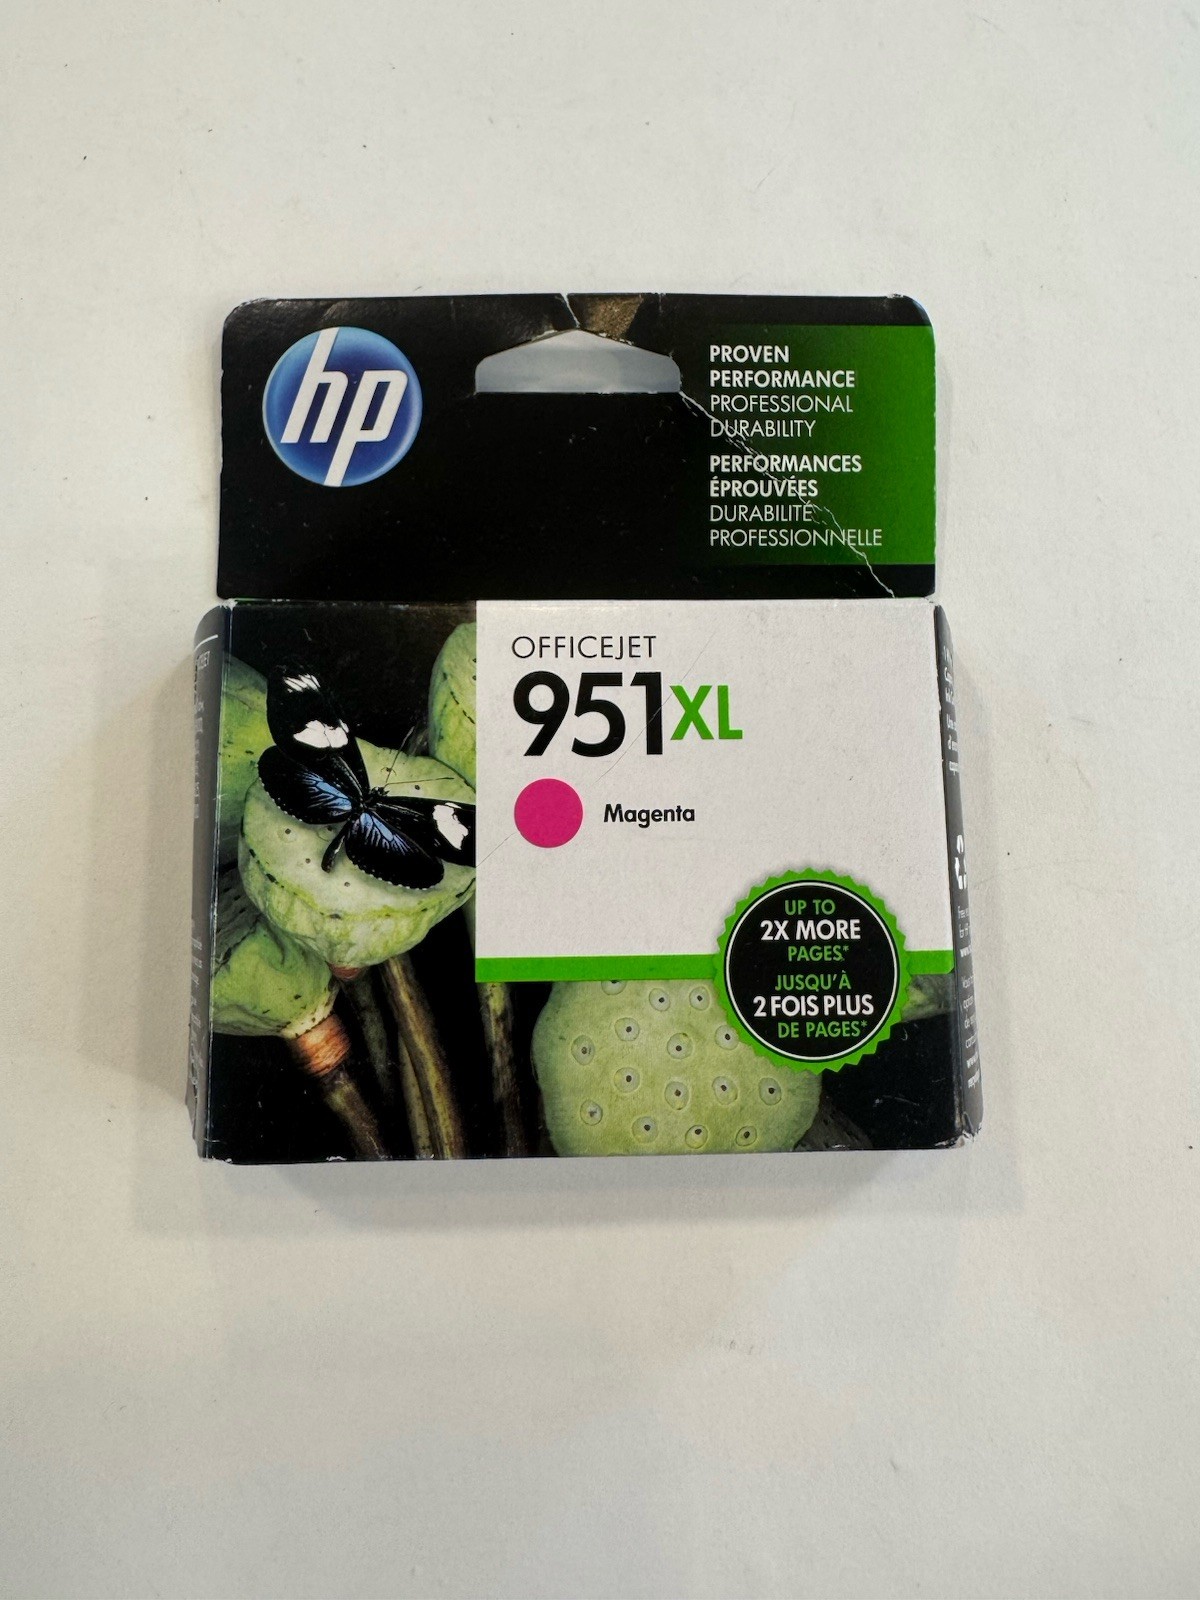 hp
PROVEN
PERFORMANCE
PROFESSIONAL
DURABILITY
PERFORMANCES
ÉPROUVÉES
DURABILITÉ
PROFESSIONNELLE
OFFICEJET
951XL
Magenta
UP TO
2X MORE
PAGES*
JUSQU'À
2 FOIS PLUS
DE PAGES*